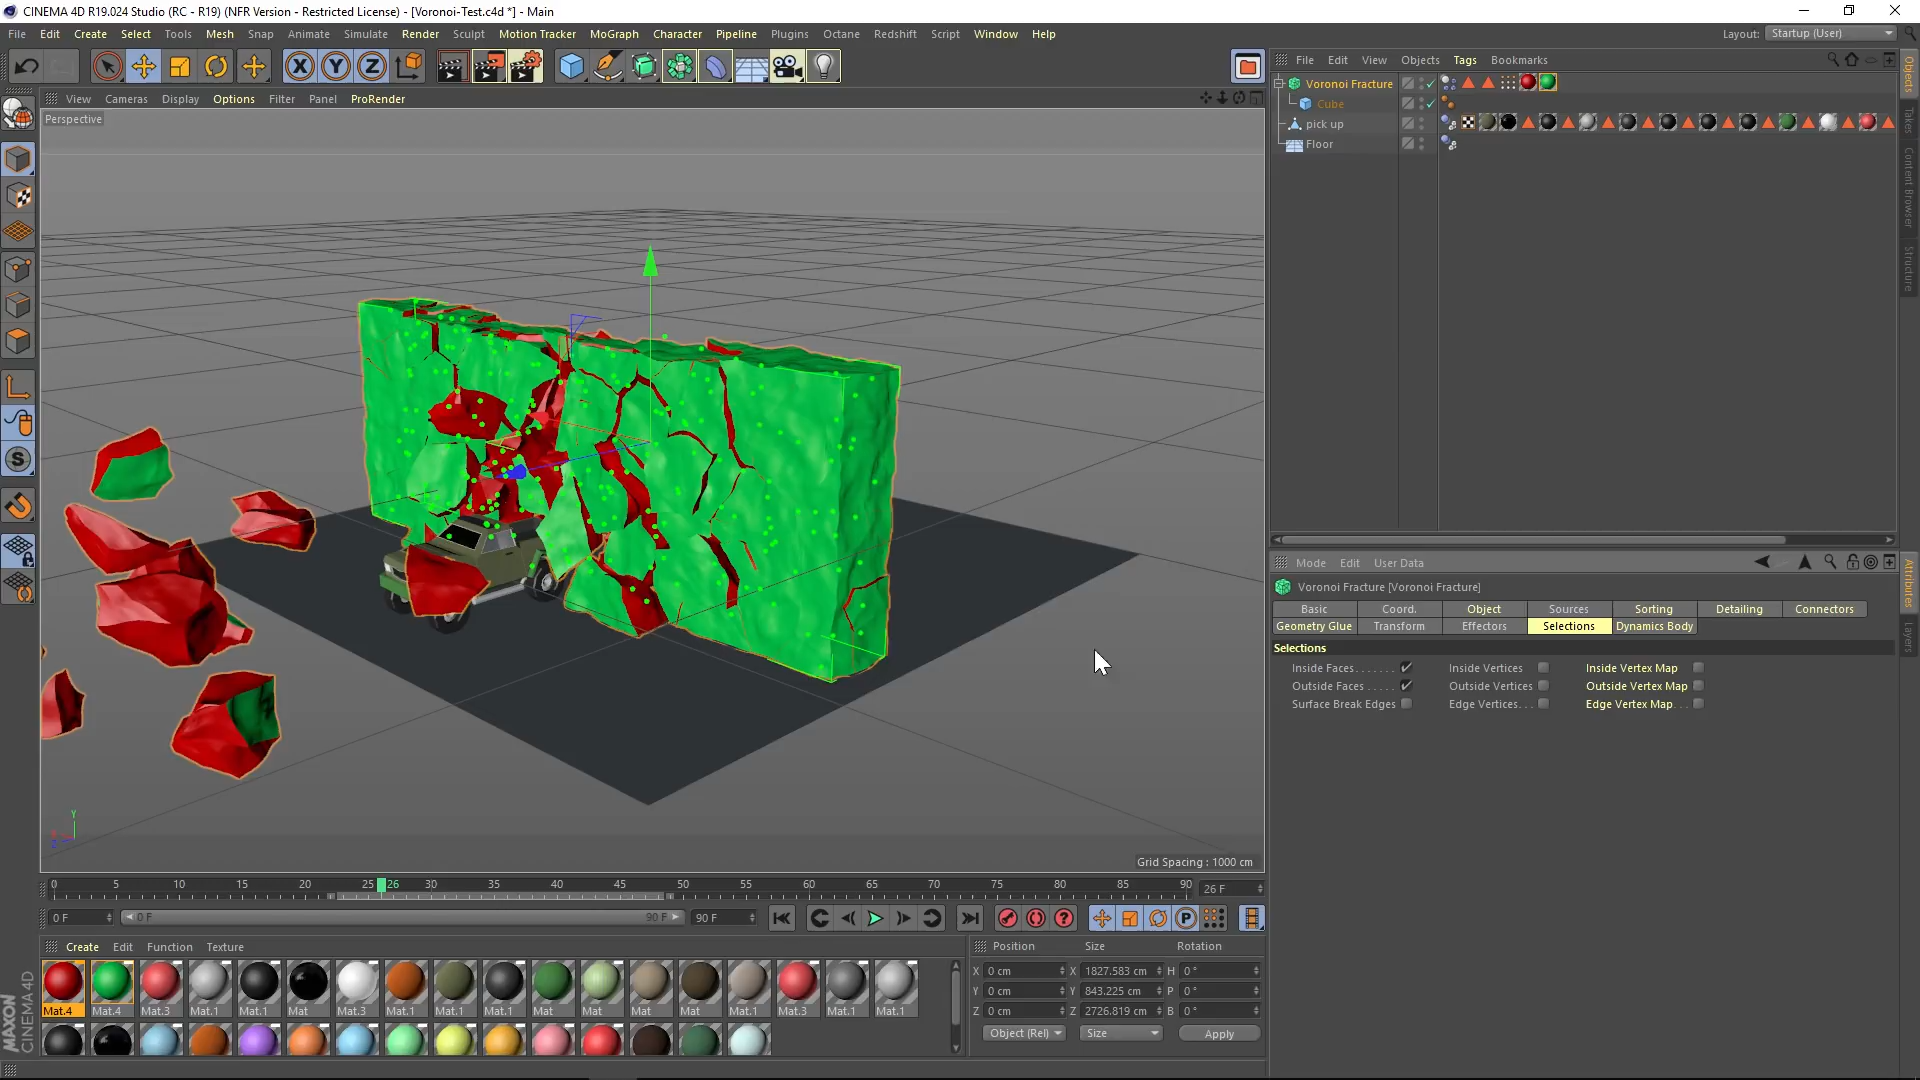 CINEMA 4D R19.024 Studio (RC - R19) (NFR Version - Restricted License) - [Voronoi-Test.c4d *] - Main
File Edit Create Select Tools Mesh Snap Animate Simulate Render Sculpt Motion Tracker MoGraph Character Pipeline Plugins Octane Redshift Script Window Help
Layout: Startup (User)
X Y Z
View Cameras Display Options Filter Panel ProRender
Perspective
File Edit View Objects Tags Bookmarks
Voronoi Fracture
Cube
pick up
Floor
Objects
Takes
Content Browser
Structure
S
Y
Grid Spacing : 1000 cm
Mode Edit User Data
Voronoi Fracture [Voronoi Fracture]
Basic Coord. Object Sources Sorting Detailing Connectors
Geometry Glue Transform Effectors Selections Dynamics Body
Selections
Inside Faces....... Inside Vertices Inside Vertex Map
Outside Faces ..... Outside Vertices Outside Vertex Map
Surface Break Edges Edge Vertices... Edge Vertex Map...
Attributes
Layers
0 5 10 15 20 25 26 30 35 40 45 50 55 60 65 70 75 80 85 90 26 F
0 F 0 F 90 F 90 F
P
Create Edit Function Texture
Mat.4 Mat.4 Mat.3 Mat.1 Mat.1 Mat Mat.3 Mat.1 Mat.1 Mat.1 Mat Mat Mat Mat Mat.1 Mat.3 Mat.1 Mat.1
Position Size Rotation
X 0 cm X 1827.583 cm H 0 °
Y 0 cm Y 843.225 cm P 0 °
Z 0 cm Z 2726.819 cm B 0 °
Object (Rel) Size Apply
MAXON
CINEMA 4D